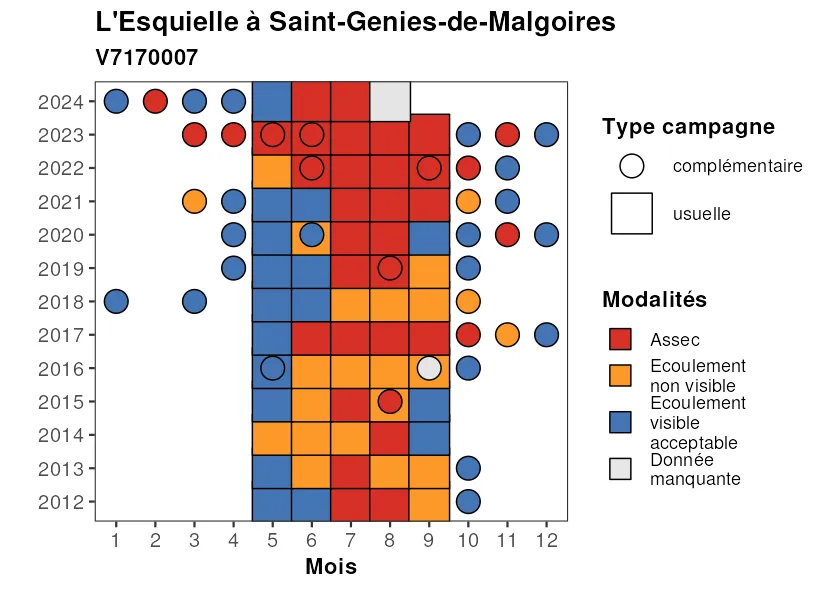 L'Esquielle à Saint-Genies-de-Malgoires
V7170007
2024
2023
2022
2021
2020
2019
2018
2017
2016
2015
2014
2013
2012
1 2 3 4 5 6 7 8 9 10 11 12
Mois
Type campagne
complémentaire
usuelle
Modalités
Assec
Ecoulement
non visible
Ecoulement
visible
acceptable
Donnée
manquante